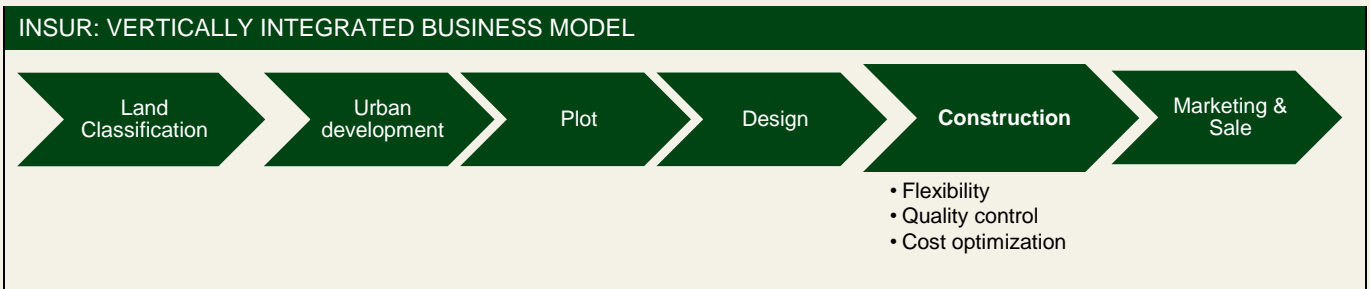 INSUR: VERTICALLY INTEGRATED BUSINESS MODEL
Land
Classification
Urban
development
Plot
Design
Construction
Marketing &
Sale
• Flexibility
• Quality control
• Cost optimization